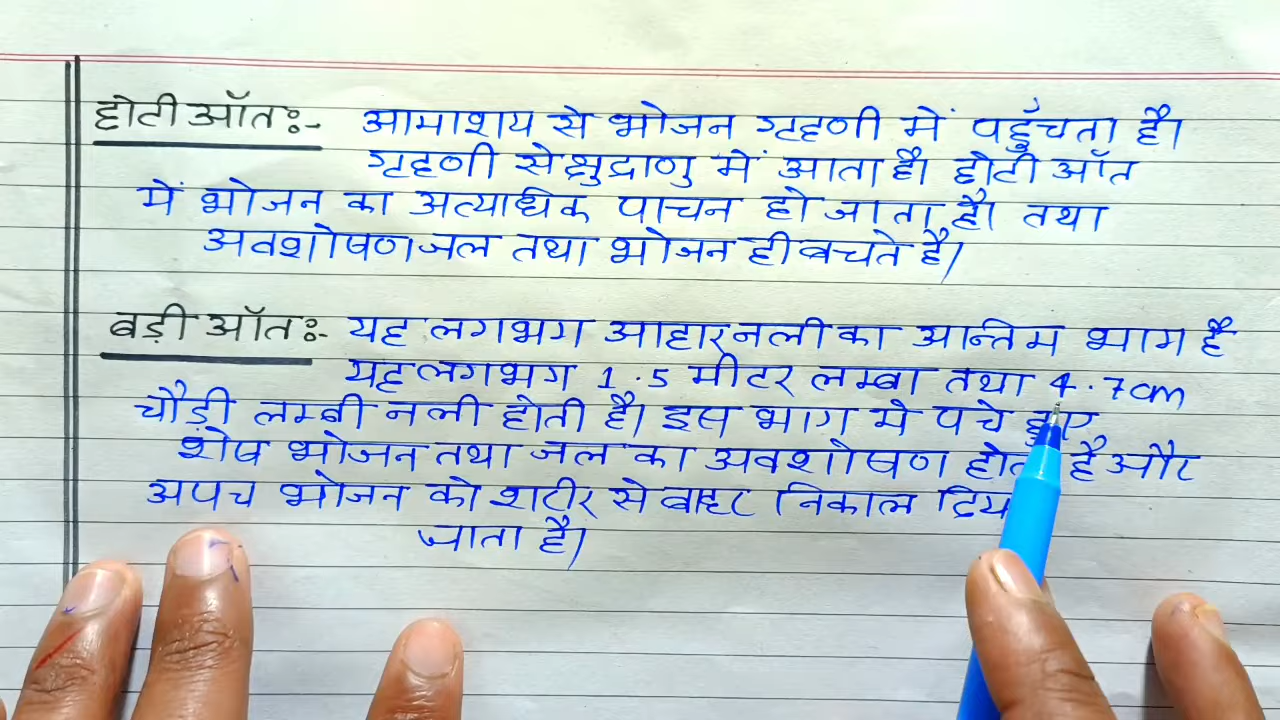 छोटी आँतः- आमाशय से भोजन ग्रहणी में पहुँचता है।
ग्रहणी से क्षुद्राणु में आता है। छोटी आँत
में भोजन का अत्याधिक पाचन हो जाता है। तथा
अवशोषण जल तथा भोजन ही बचते है।
बड़ी आँतः- यह लगभग आहारनली का अन्तिम भाग है
यह लगभग 1.5 मीटर लम्बा तथा 4.7cm
चौड़ी लम्बी नली होती है। इस भाग मे पचे हुए
शेष भोजन तथा जल का अवशोषण होता है और
अपच भोजन को शरीर से बाहर निकाल दिया
जाता है।